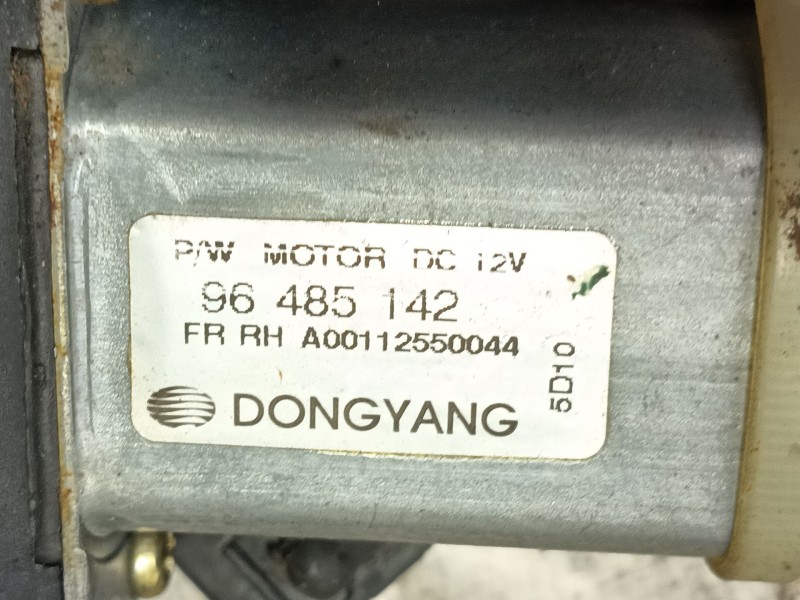 P/W MOTOR DC 12V
96 485 142
FR RH A00112550044
5D10
DONGYANG